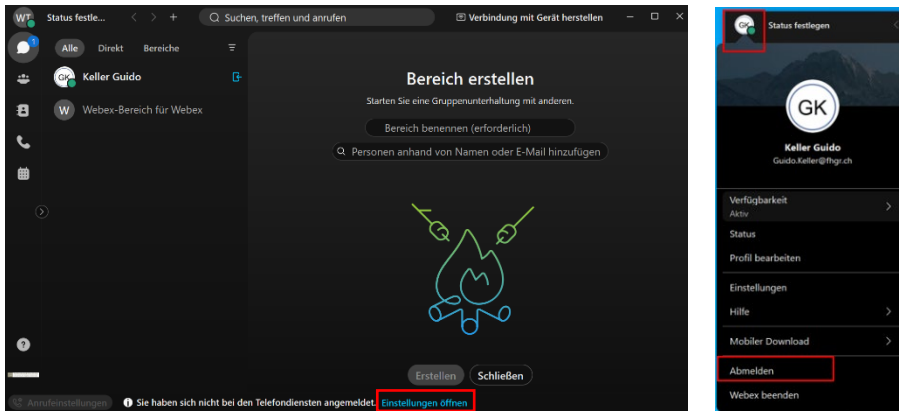 WT Status festle... Suchen, treffen und anrufen Verbindung mit Gerät herstellen
1
Alle Direkt Bereiche
GK Keller Guido
W Webex-Bereich für Webex
Bereich erstellen
Starten Sie eine Gruppenunterhaltung mit anderen.
Bereich benennen (erforderlich)
Personen anhand von Namen oder E-Mail hinzufügen
Erstellen Schließen
Anrufeinstellungen Sie haben sich nicht bei den Telefondiensten angemeldet. Einstellungen öffnen
GK Status festlegen
GK
Keller Guido
Guido.Keller@fhgr.ch
Verfügbarkeit
Aktiv
Status
Profil bearbeiten
Einstellungen
Hilfe
Mobiler Download
Abmelden
Webex beenden